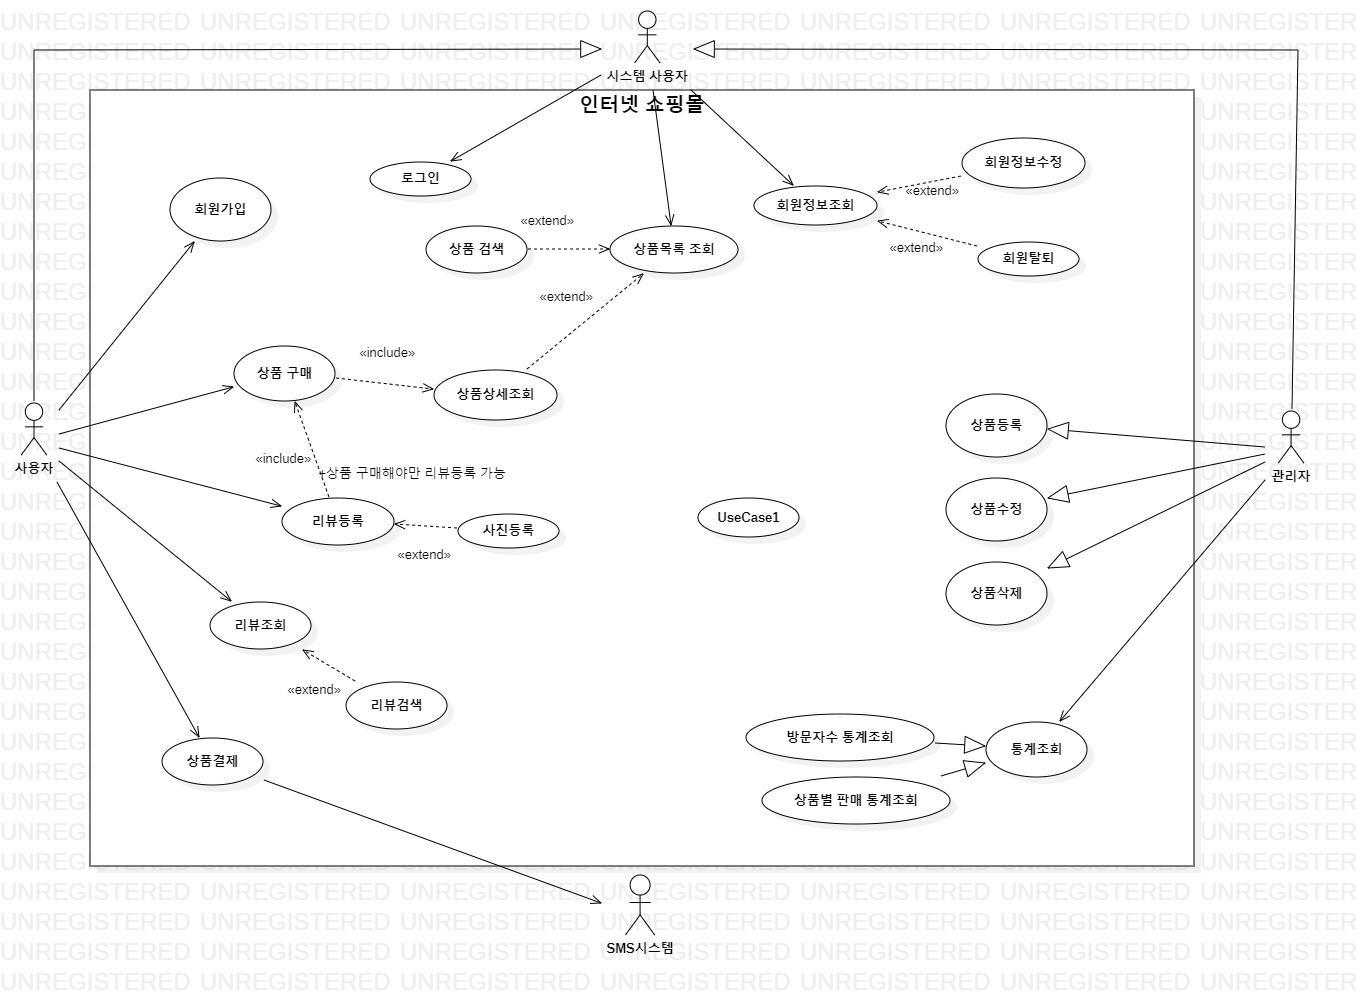 UNREGISTERED
시스템 사용자
인터넷 쇼핑몰
회원정보수정
로그인
«extend»
회원가입
회원정보조회
«extend»
상품 검색
상품목록 조회
«extend»
회원탈퇴
«extend»
«include»
상품 구매
상품상세조회
상품등록
사용자
«include»
+상품 구매해야만 리뷰등록 가능
관리자
상품수정
UseCase1
리뷰등록
사진등록
«extend»
상품삭제
리뷰조회
«extend»
리뷰검색
방문자수 통계조회
통계조회
상품결제
상품별 판매 통계조회
SMS시스템